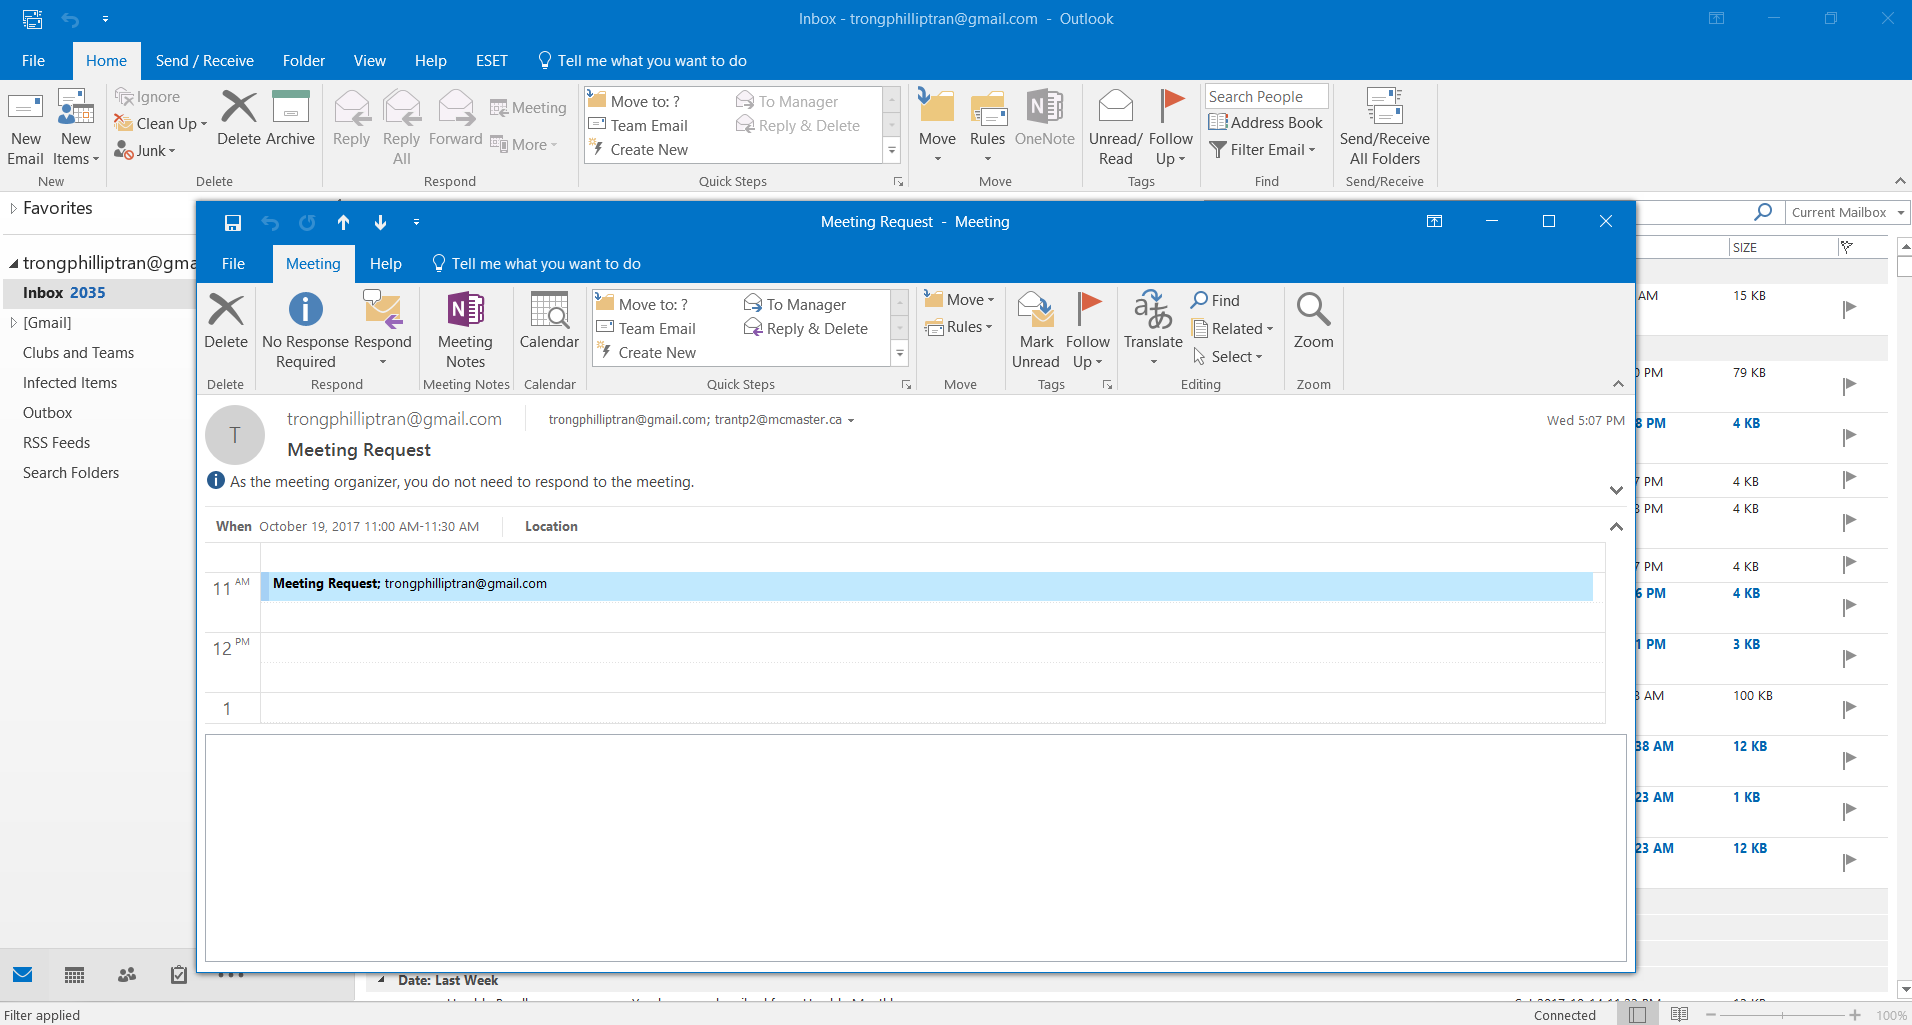 Inbox - trongphilliptran@gmail.com - Outlook
File Home Send / Receive Folder View Help ESET Tell me what you want to do
New Email
New Items
New
Ignore
Clean Up
Junk
Delete Archive
Delete
Reply Reply All Forward
Meeting
More
Respond
Move to: ? To Manager
Team Email Reply & Delete
Create New
Quick Steps
Move Rules OneNote
Move
Unread/ Read Follow Up
Tags
Search People
Address Book
Filter Email
Find
Send/Receive All Folders
Send/Receive
Favorites
trongphilliptran@gma
Inbox 2035
[Gmail]
Clubs and Teams
Infected Items
Outbox
RSS Feeds
Search Folders
Current Mailbox
SIZE
Meeting Request - Meeting
File Meeting Help Tell me what you want to do
Delete
Delete
No Response Required Respond
Respond
Meeting Notes
Meeting Notes
Calendar
Calendar
Move to: ? To Manager
Team Email Reply & Delete
Create New
Quick Steps
Move
Rules
Move
Mark Unread Follow Up
Tags
Translate
Find
Related
Select
Editing
Zoom
Zoom
T
trongphilliptran@gmail.com trongphilliptran@gmail.com; trantp2@mcmaster.ca Wed 5:07 PM
Meeting Request
As the meeting organizer, you do not need to respond to the meeting.
When October 19, 2017 11:00 AM-11:30 AM Location
11 AM Meeting Request; trongphilliptran@gmail.com
12 PM
1
AM 15 KB
PM 79 KB
8 PM 4 KB
7 PM 4 KB
3 PM 4 KB
7 PM 4 KB
6 PM 4 KB
1 PM 3 KB
3 AM 100 KB
38 AM 12 KB
23 AM 1 KB
23 AM 12 KB
Date: Last Week
Filter applied
Connected
100%